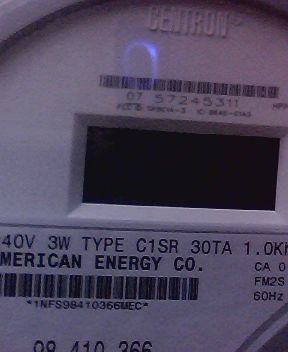 CENTRON
07 57245311
40V 3W TYPE C1SR 30TA 1.0K
MERICAN ENERGY CO.
CA 0
FM2S
60Hz
*1NFS98410366MEC*
98 410 366